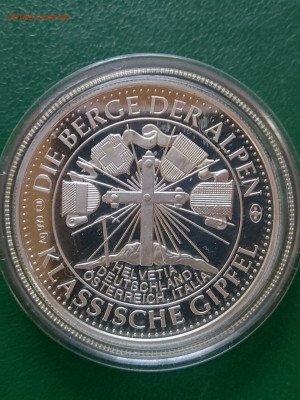 DIE BERGE DER ALPEN
HELVETIA
DEUTSCHLAND
ÖSTERREICH, ITALIA
KLASSISCHE GIPFEL